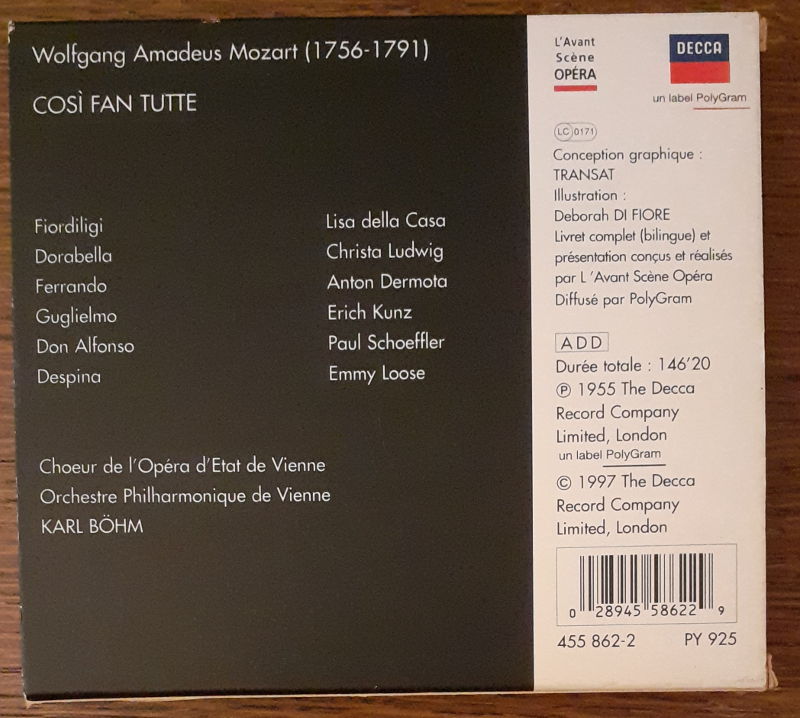 Wolfgang Amadeus Mozart (1756-1791)
COSÌ FAN TUTTE
Fiordiligi Lisa della Casa
Dorabella Christa Ludwig
Ferrando Anton Dermota
Guglielmo Erich Kunz
Don Alfonso Paul Schoeffler
Despina Emmy Loose
Choeur de l'Opéra d'Etat de Vienne
Orchestre Philharmonique de Vienne
KARL BÖHM
L'Avant
Scène
OPÉRA
DECCA
un label PolyGram
LC 0171
Conception graphique :
TRANSAT
Illustration :
Deborah DI FIORE
Livret complet (bilingue) et
présentation conçus et réalisés
par L 'Avant Scène Opéra
Diffusé par PolyGram
ADD
Durée totale : 146'20
℗ 1955 The Decca
Record Company
Limited, London
un label PolyGram
© 1997 The Decca
Record Company
Limited, London
0 28945 58622 9
455 862-2 PY 925